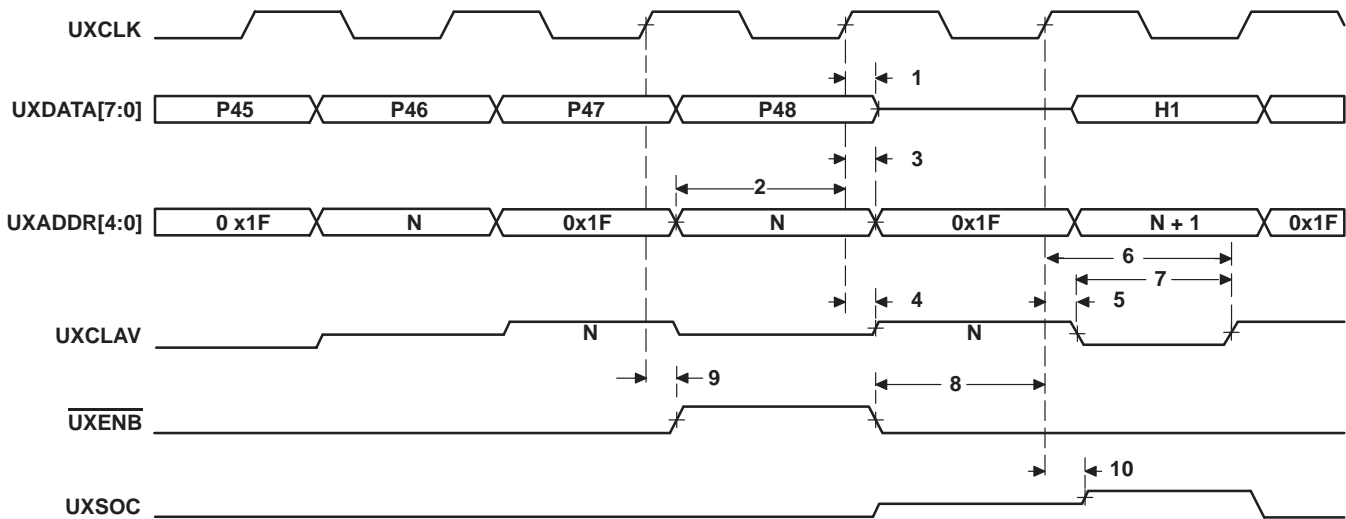 UXCLK
1
UXDATA[7:0] P45 P46 P47 P48 H1
3
2
UXADDR[4:0] 0 x1F N 0x1F N 0x1F N + 1 0x1F
6
7
4 5
UXCLAV N N
9 8
UXENB
10
UXSOC